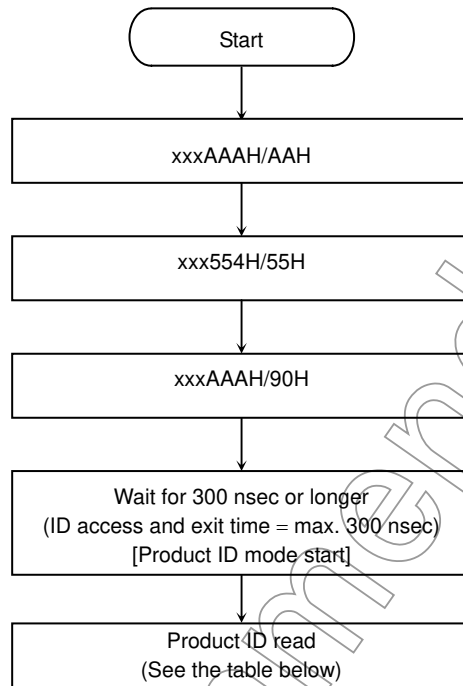 Start
xxxAAAH/AAH
xxx554H/55H
xxxAAAH/90H
Wait for 300 nsec or longer
(ID access and exit time = max. 300 nsec)
[Product ID mode start]
Product ID read
(See the table below)